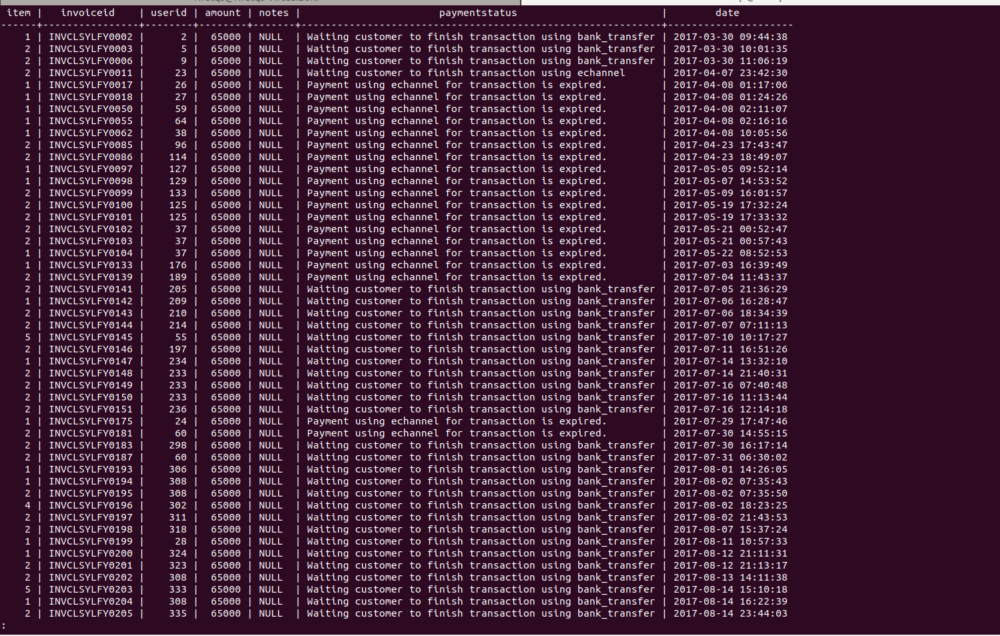 item | invoiceid | userid | amount | notes | paymentstatus | date
------+----------------+--------+--------+-------+------------------------------------------------------------+---------------------
1 | INVCLSYLFY0002 | 2 | 65000 | NULL | Waiting customer to finish transaction using bank_transfer | 2017-03-30 09:44:38
2 | INVCLSYLFY0003 | 5 | 65000 | NULL | Waiting customer to finish transaction using bank_transfer | 2017-03-30 10:01:35
2 | INVCLSYLFY0006 | 9 | 65000 | NULL | Waiting customer to finish transaction using bank_transfer | 2017-03-30 11:06:19
2 | INVCLSYLFY0011 | 23 | 65000 | NULL | Waiting customer to finish transaction using echannel | 2017-04-07 23:42:30
1 | INVCLSYLFY0017 | 26 | 65000 | NULL | Payment using echannel for transaction is expired. | 2017-04-08 01:17:06
1 | INVCLSYLFY0018 | 27 | 65000 | NULL | Payment using echannel for transaction is expired. | 2017-04-08 01:24:26
1 | INVCLSYLFY0050 | 59 | 65000 | NULL | Payment using echannel for transaction is expired. | 2017-04-08 02:11:07
1 | INVCLSYLFY0055 | 64 | 65000 | NULL | Payment using echannel for transaction is expired. | 2017-04-08 02:16:16
1 | INVCLSYLFY0062 | 38 | 65000 | NULL | Payment using echannel for transaction is expired. | 2017-04-08 10:05:56
2 | INVCLSYLFY0085 | 96 | 65000 | NULL | Payment using echannel for transaction is expired. | 2017-04-23 17:43:47
2 | INVCLSYLFY0086 | 114 | 65000 | NULL | Payment using echannel for transaction is expired. | 2017-04-23 18:49:07
1 | INVCLSYLFY0097 | 127 | 65000 | NULL | Payment using echannel for transaction is expired. | 2017-05-05 09:52:14
1 | INVCLSYLFY0098 | 129 | 65000 | NULL | Payment using echannel for transaction is expired. | 2017-05-07 14:53:52
2 | INVCLSYLFY0099 | 133 | 65000 | NULL | Payment using echannel for transaction is expired. | 2017-05-09 16:01:57
2 | INVCLSYLFY0100 | 125 | 65000 | NULL | Payment using echannel for transaction is expired. | 2017-05-19 17:32:24
2 | INVCLSYLFY0101 | 125 | 65000 | NULL | Payment using echannel for transaction is expired. | 2017-05-19 17:33:32
2 | INVCLSYLFY0102 | 37 | 65000 | NULL | Payment using echannel for transaction is expired. | 2017-05-21 00:52:47
2 | INVCLSYLFY0103 | 37 | 65000 | NULL | Payment using echannel for transaction is expired. | 2017-05-21 00:57:43
1 | INVCLSYLFY0104 | 37 | 65000 | NULL | Payment using echannel for transaction is expired. | 2017-05-22 08:52:53
1 | INVCLSYLFY0133 | 176 | 65000 | NULL | Payment using echannel for transaction is expired. | 2017-07-03 16:39:49
2 | INVCLSYLFY0139 | 189 | 65000 | NULL | Payment using echannel for transaction is expired. | 2017-07-04 11:43:37
2 | INVCLSYLFY0141 | 205 | 65000 | NULL | Waiting customer to finish transaction using bank_transfer | 2017-07-05 21:36:29
1 | INVCLSYLFY0142 | 209 | 65000 | NULL | Waiting customer to finish transaction using bank_transfer | 2017-07-06 16:28:47
2 | INVCLSYLFY0143 | 210 | 65000 | NULL | Waiting customer to finish transaction using bank_transfer | 2017-07-06 18:34:39
2 | INVCLSYLFY0144 | 214 | 65000 | NULL | Waiting customer to finish transaction using bank_transfer | 2017-07-07 07:11:13
5 | INVCLSYLFY0145 | 55 | 65000 | NULL | Waiting customer to finish transaction using bank_transfer | 2017-07-10 10:17:27
2 | INVCLSYLFY0146 | 197 | 65000 | NULL | Waiting customer to finish transaction using bank_transfer | 2017-07-11 16:51:26
1 | INVCLSYLFY0147 | 234 | 65000 | NULL | Waiting customer to finish transaction using bank_transfer | 2017-07-14 13:32:10
2 | INVCLSYLFY0148 | 233 | 65000 | NULL | Waiting customer to finish transaction using bank_transfer | 2017-07-14 21:40:31
2 | INVCLSYLFY0149 | 233 | 65000 | NULL | Waiting customer to finish transaction using bank_transfer | 2017-07-16 07:40:48
2 | INVCLSYLFY0150 | 233 | 65000 | NULL | Waiting customer to finish transaction using bank_transfer | 2017-07-16 11:13:44
2 | INVCLSYLFY0151 | 236 | 65000 | NULL | Waiting customer to finish transaction using bank_transfer | 2017-07-16 12:14:18
1 | INVCLSYLFY0175 | 24 | 65000 | NULL | Payment using echannel for transaction is expired. | 2017-07-29 17:47:46
2 | INVCLSYLFY0181 | 60 | 65000 | NULL | Payment using echannel for transaction is expired. | 2017-07-30 14:55:15
2 | INVCLSYLFY0183 | 298 | 65000 | NULL | Waiting customer to finish transaction using bank_transfer | 2017-07-30 16:17:14
2 | INVCLSYLFY0187 | 60 | 65000 | NULL | Waiting customer to finish transaction using bank_transfer | 2017-07-31 06:30:02
1 | INVCLSYLFY0193 | 306 | 65000 | NULL | Waiting customer to finish transaction using bank_transfer | 2017-08-01 14:26:05
1 | INVCLSYLFY0194 | 308 | 65000 | NULL | Waiting customer to finish transaction using bank_transfer | 2017-08-02 07:35:43
2 | INVCLSYLFY0195 | 308 | 65000 | NULL | Waiting customer to finish transaction using bank_transfer | 2017-08-02 07:35:50
4 | INVCLSYLFY0196 | 302 | 65000 | NULL | Waiting customer to finish transaction using bank_transfer | 2017-08-02 18:23:25
2 | INVCLSYLFY0197 | 311 | 65000 | NULL | Waiting customer to finish transaction using bank_transfer | 2017-08-02 21:43:53
2 | INVCLSYLFY0198 | 318 | 65000 | NULL | Waiting customer to finish transaction using bank_transfer | 2017-08-07 15:37:24
1 | INVCLSYLFY0199 | 28 | 65000 | NULL | Waiting customer to finish transaction using bank_transfer | 2017-08-11 10:57:33
1 | INVCLSYLFY0200 | 324 | 65000 | NULL | Waiting customer to finish transaction using bank_transfer | 2017-08-12 21:11:31
2 | INVCLSYLFY0201 | 323 | 65000 | NULL | Waiting customer to finish transaction using bank_transfer | 2017-08-12 21:13:17
2 | INVCLSYLFY0202 | 308 | 65000 | NULL | Waiting customer to finish transaction using bank_transfer | 2017-08-13 14:11:38
5 | INVCLSYLFY0203 | 333 | 65000 | NULL | Waiting customer to finish transaction using bank_transfer | 2017-08-14 15:10:18
1 | INVCLSYLFY0204 | 308 | 65000 | NULL | Waiting customer to finish transaction using bank_transfer | 2017-08-14 16:22:39
2 | INVCLSYLFY0205 | 335 | 65000 | NULL | Waiting customer to finish transaction using bank_transfer | 2017-08-14 23:44:03
: